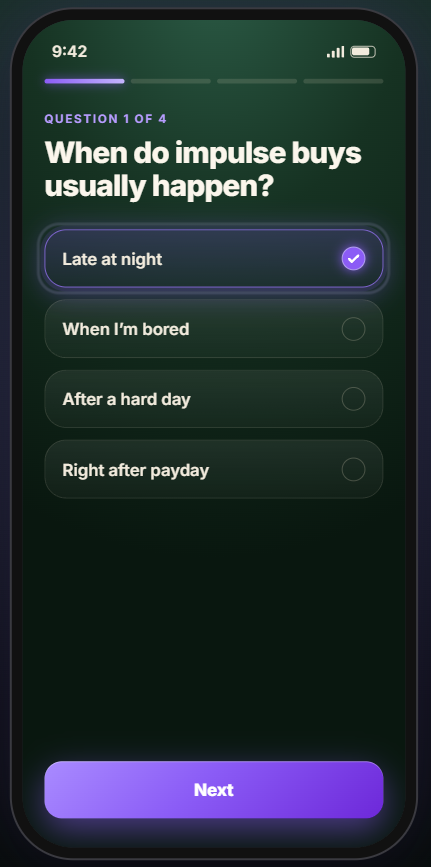 9:42
QUESTION 1 OF 4
When do impulse buys
usually happen?
Late at night
When I’m bored
After a hard day
Right after payday
Next